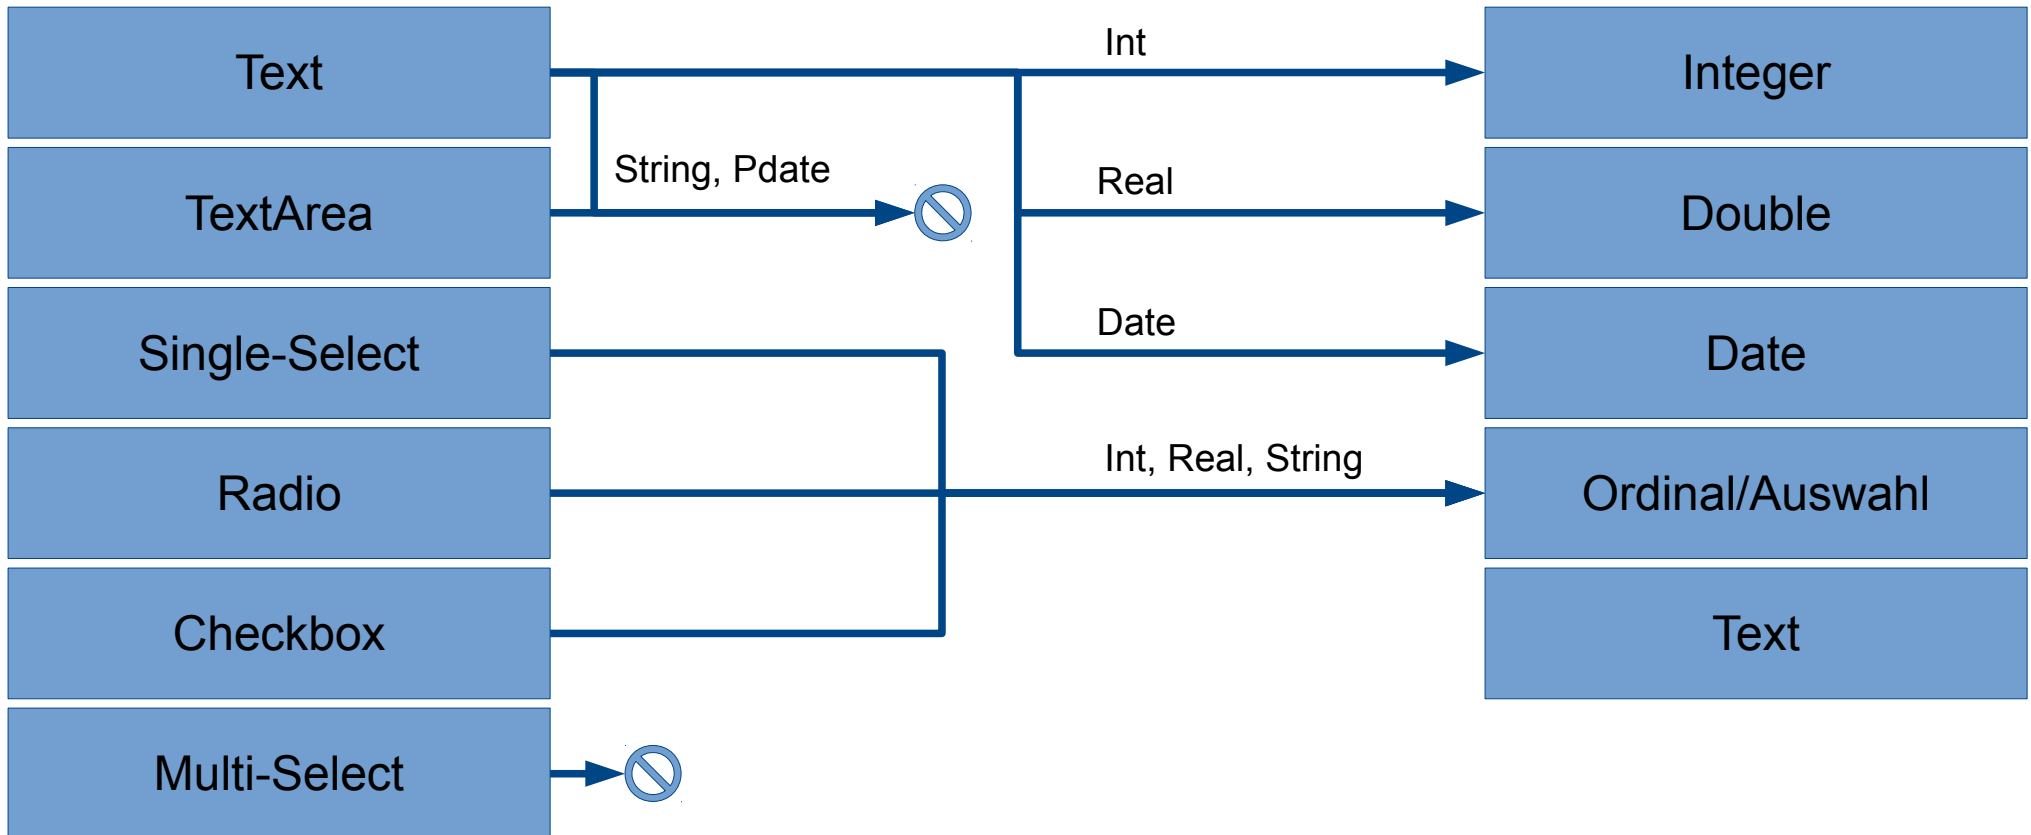 Text
Int
Integer
TextArea
String, Pdate
Real
Double
Single-Select
Date
Date
Radio
Int, Real, String
Ordinal/Auswahl
Checkbox
Text
Multi-Select